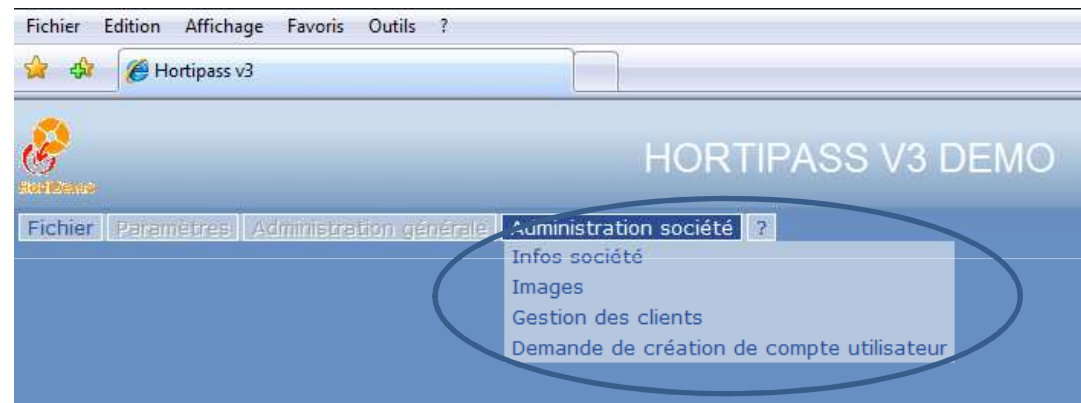 Fichier Edition Affichage Favoris Outils ?
Hortipass v3
HORTIPASS V3 DEMO
Fichier Paramètres Administration générale Administration société ?
Infos société
Images
Gestion des clients
Demande de création de compte utilisateur